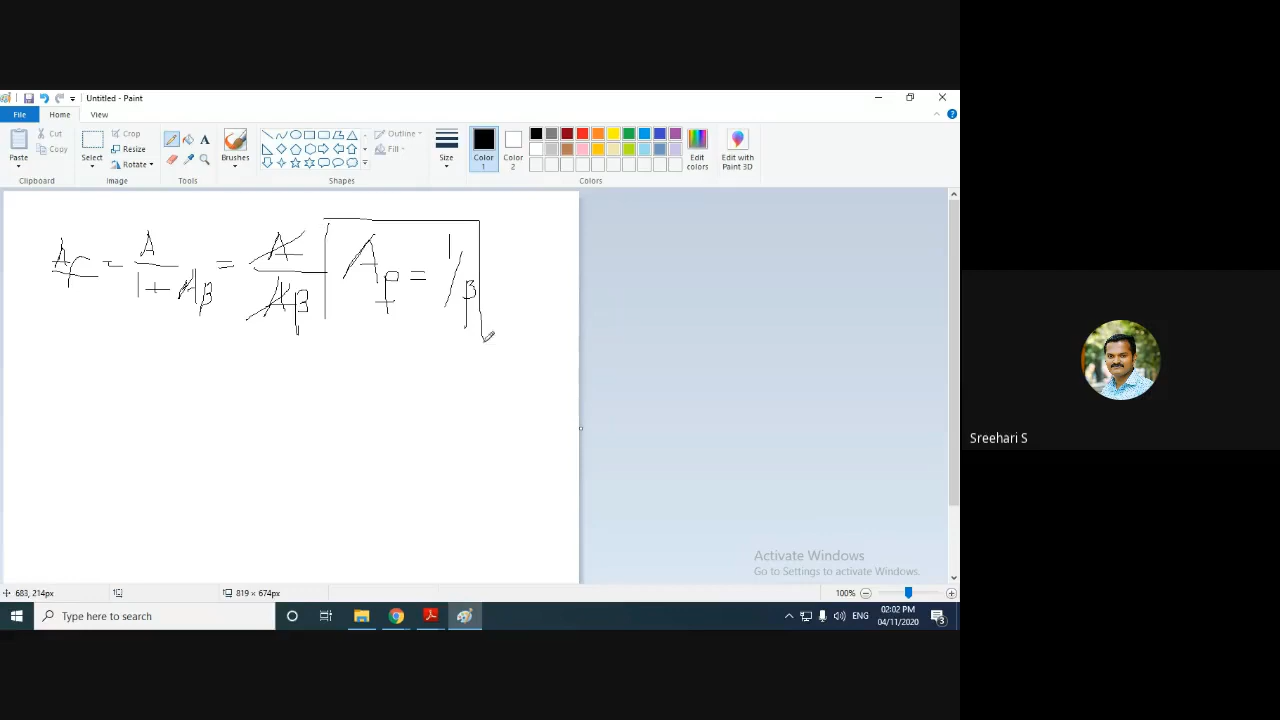 Untitled - Paint
File Home View
Cut
Copy
Paste
Clipboard
Select
Crop
Resize
Rotate
Image
Tools
Brushes
Shapes
Outline
Fill
Size
Color 1
Color 2
Edit colors
Edit with Paint 3D
Colors
Af = A / 1 + Aβ = A / Aβ
Af = 1/β
Sreehari S
Activate Windows
Go to Settings to activate Windows.
683, 214px
819 × 674px
100%
Type here to search
ENG
02:02 PM
04/11/2020
3